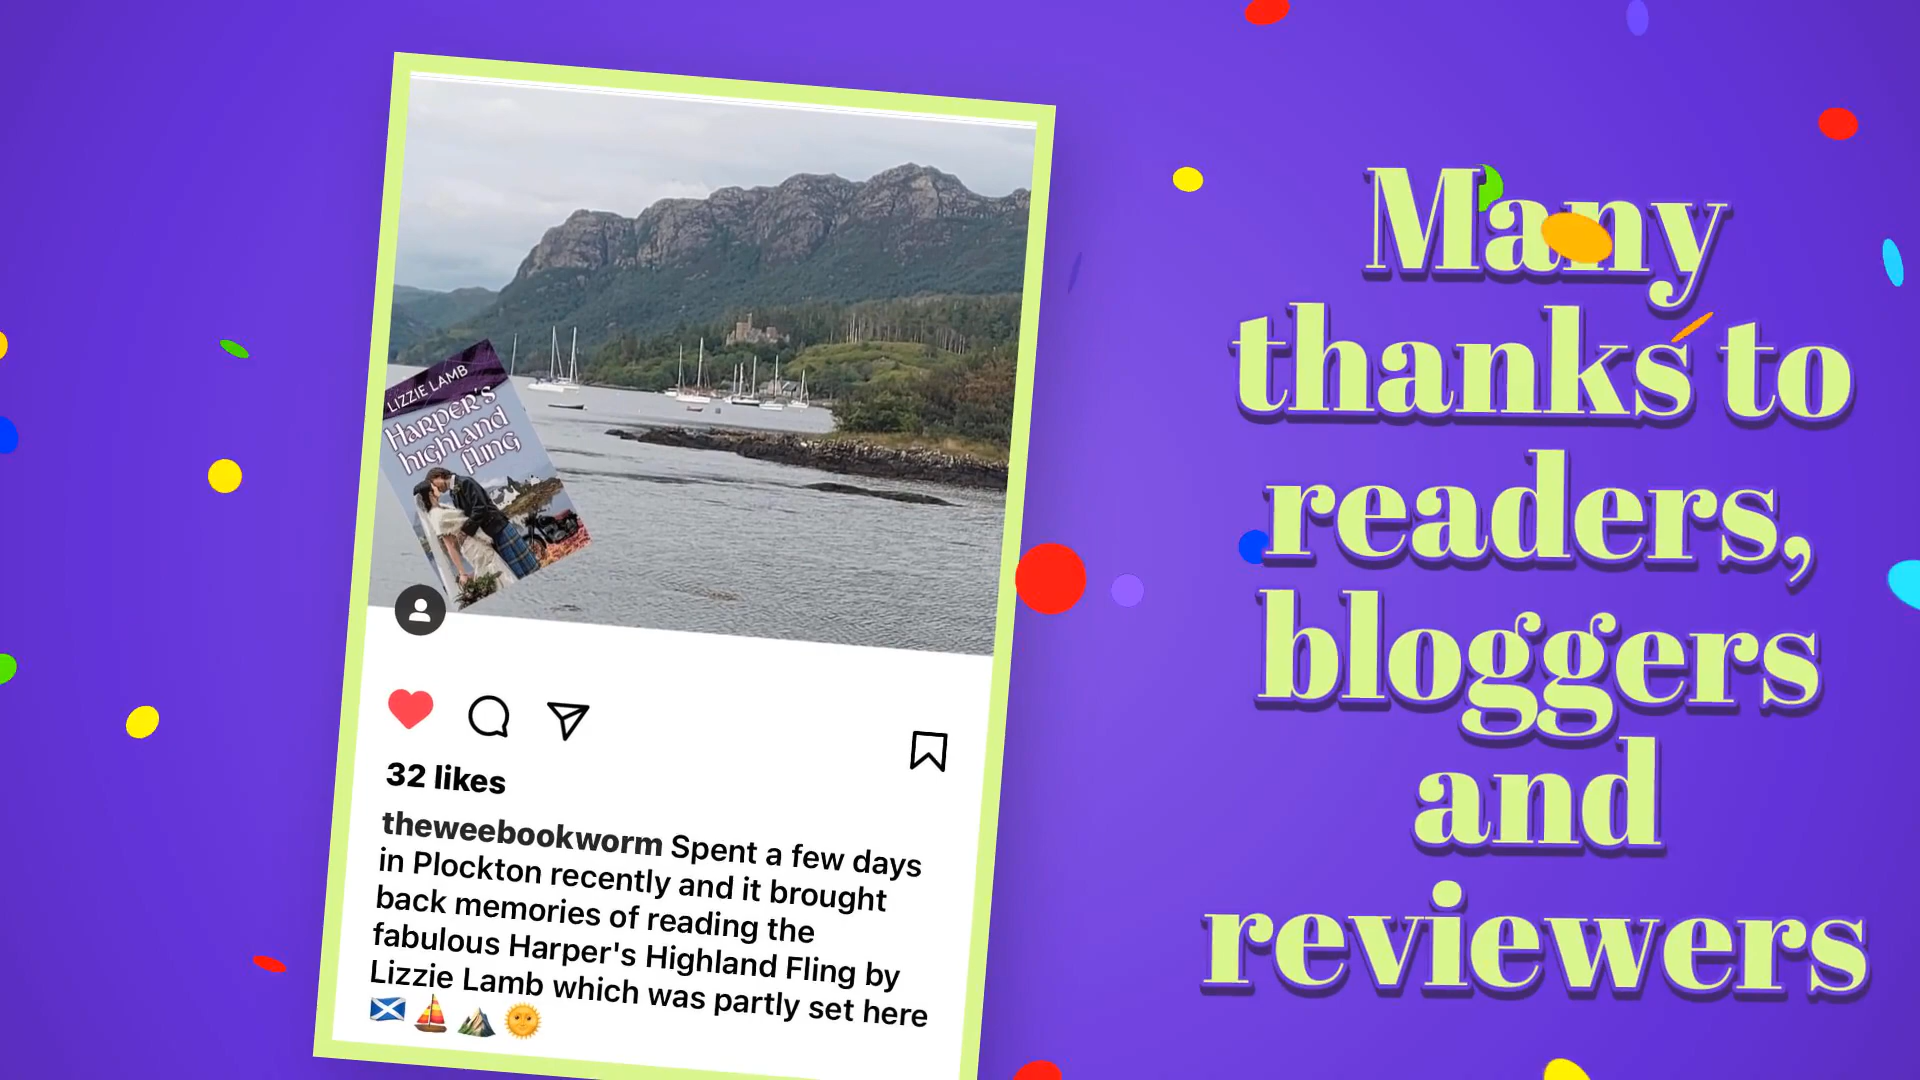 LIZZIE LAMB
Harper's
highland
fling
32 likes
theweebookworm Spent a few days
in Plockton recently and it brought
back memories of reading the
fabulous Harper's Highland Fling by
Lizzie Lamb which was partly set here
🏴󠁧󠁢󠁳󠁣󠁴󠁿 ⛵ ⛰️ 🌞
Many
thanks to
readers,
bloggers
and
reviewers